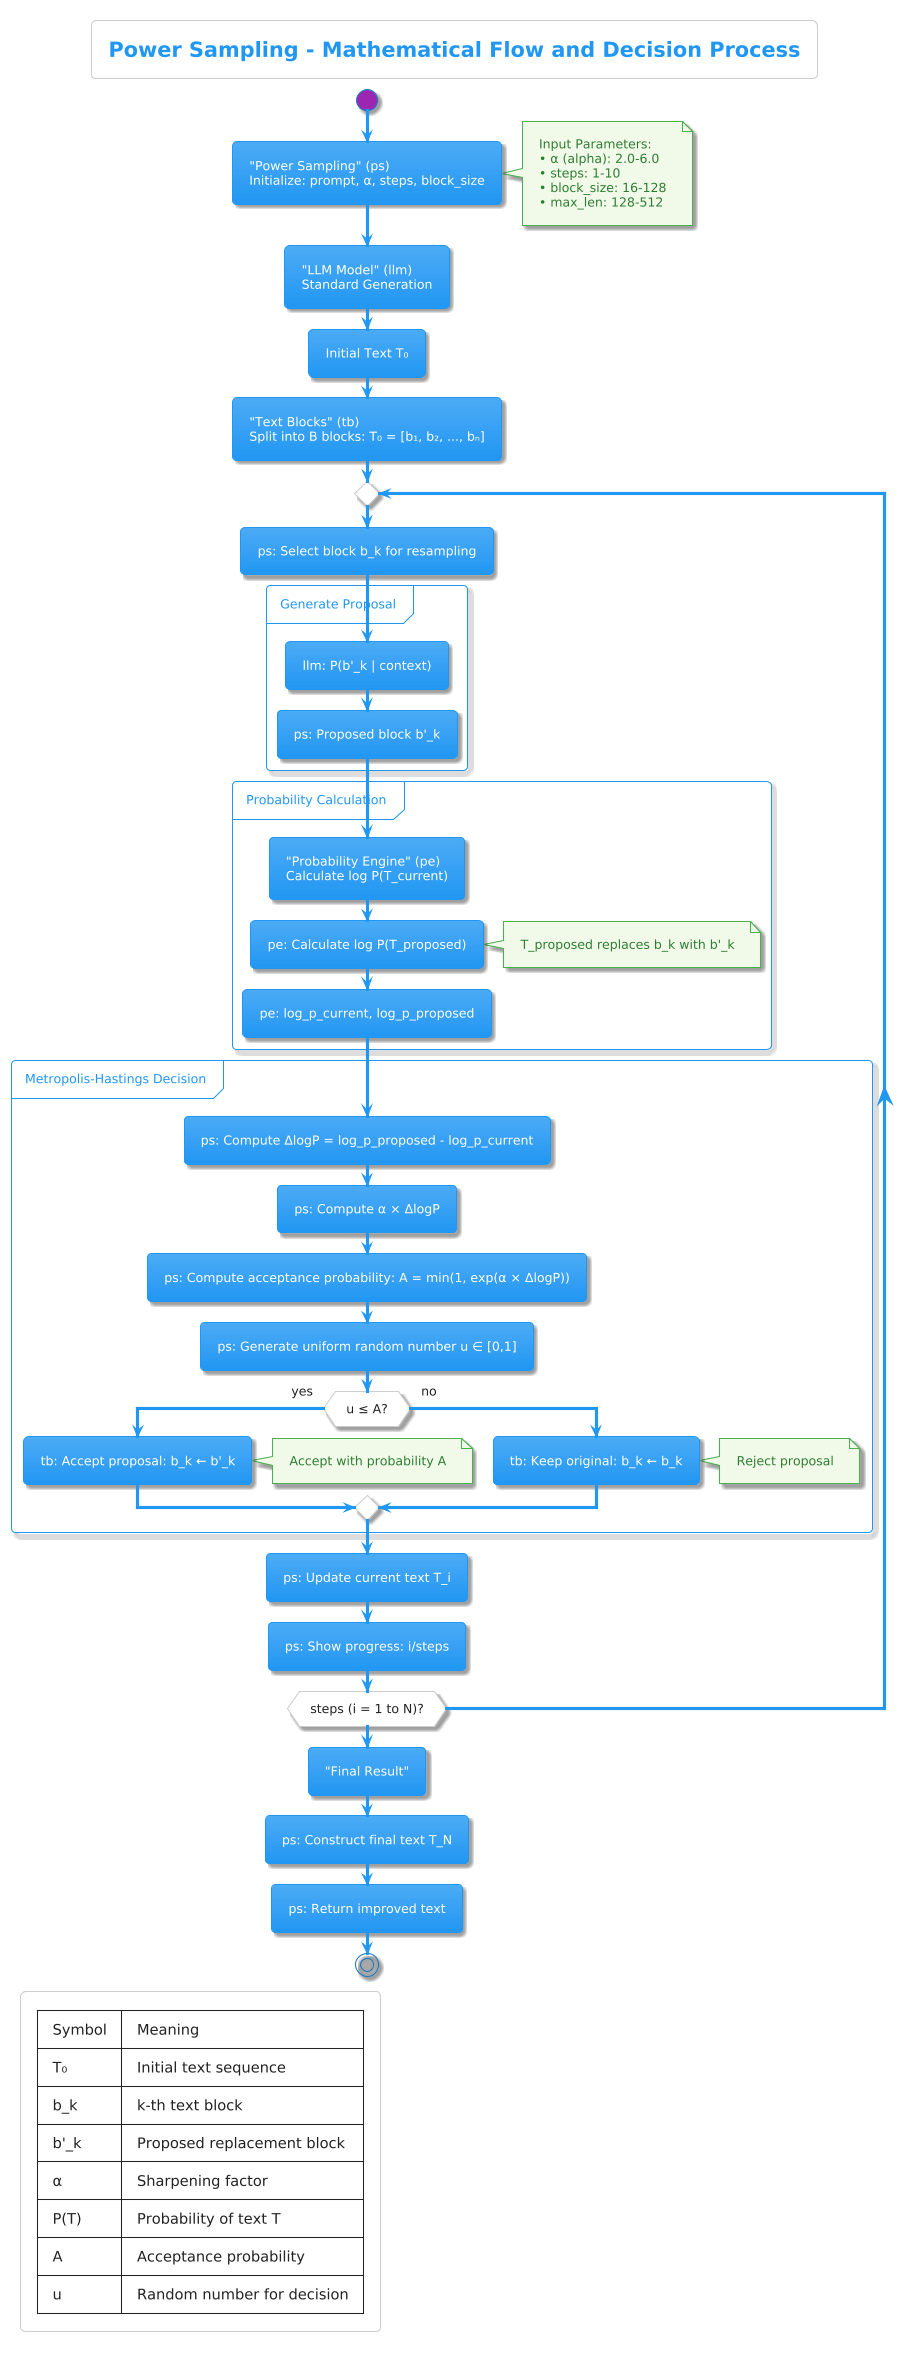 Power Sampling - Mathematical Flow and Decision Process
"Power Sampling" (ps)
Initialize: prompt, α, steps, block_size
Input Parameters:
• α (alpha): 2.0-6.0
• steps: 1-10
• block_size: 16-128
• max_len: 128-512
"LLM Model" (llm)
Standard Generation
Initial Text T₀
"Text Blocks" (tb)
Split into B blocks: T₀ = [b₁, b₂, ..., bₙ]
ps: Select block b_k for resampling
Generate Proposal
llm: P(b'_k | context)
ps: Proposed block b'_k
Probability Calculation
"Probability Engine" (pe)
Calculate log P(T_current)
pe: Calculate log P(T_proposed)
T_proposed replaces b_k with b'_k
pe: log_p_current, log_p_proposed
Metropolis-Hastings Decision
ps: Compute ΔlogP = log_p_proposed - log_p_current
ps: Compute α × ΔlogP
ps: Compute acceptance probability: A = min(1, exp(α × ΔlogP))
ps: Generate uniform random number u ∈ [0,1]
yes
u ≤ A?
no
tb: Accept proposal: b_k ← b'_k
Accept with probability A
tb: Keep original: b_k ← b_k
Reject proposal
ps: Update current text T_i
ps: Show progress: i/steps
steps (i = 1 to N)?
"Final Result"
ps: Construct final text T_N
ps: Return improved text
Symbol Meaning
T₀ Initial text sequence
b_k k-th text block
b'_k Proposed replacement block
α Sharpening factor
P(T) Probability of text T
A Acceptance probability
u Random number for decision